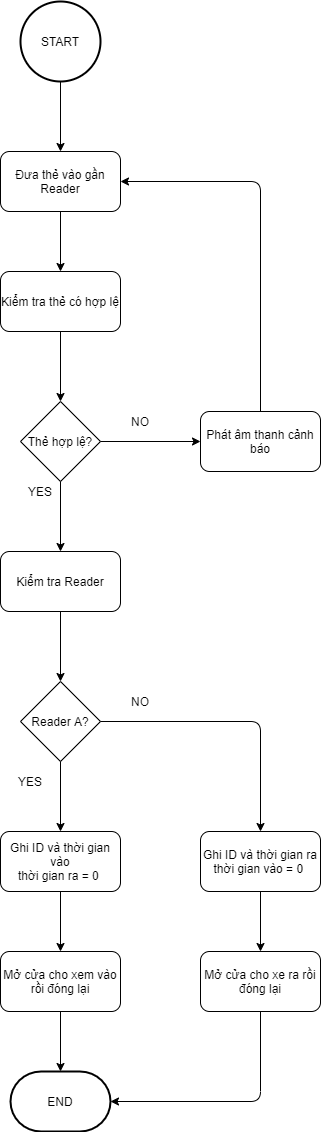 START
Đưa thẻ vào gần
Reader
Kiểm tra thẻ có hợp lệ
Thẻ hợp lệ?
NO
Phát âm thanh cảnh
báo
YES
Kiểm tra Reader
Reader A?
NO
YES
Ghi ID và thời gian
vào
thời gian ra = 0
Ghi ID và thời gian ra
thời gian vào = 0
Mở cửa cho xem vào
rồi đóng lại
Mở cửa cho xe ra rồi
đóng lại
END